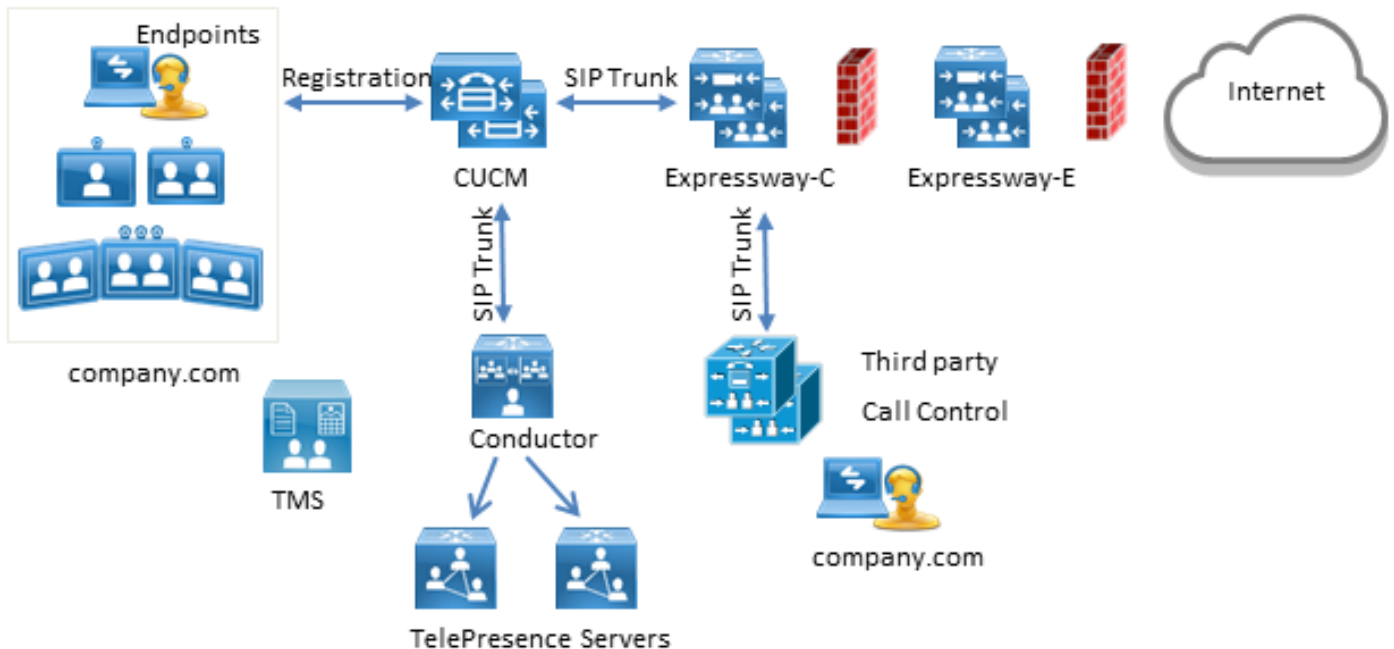 Endpoints
Registration
SIP Trunk
Internet
CUCM
Expressway-C
Expressway-E
SIP Trunk
SIP Trunk
company.com
Third party
Call Control
Conductor
TMS
company.com
TelePresence Servers